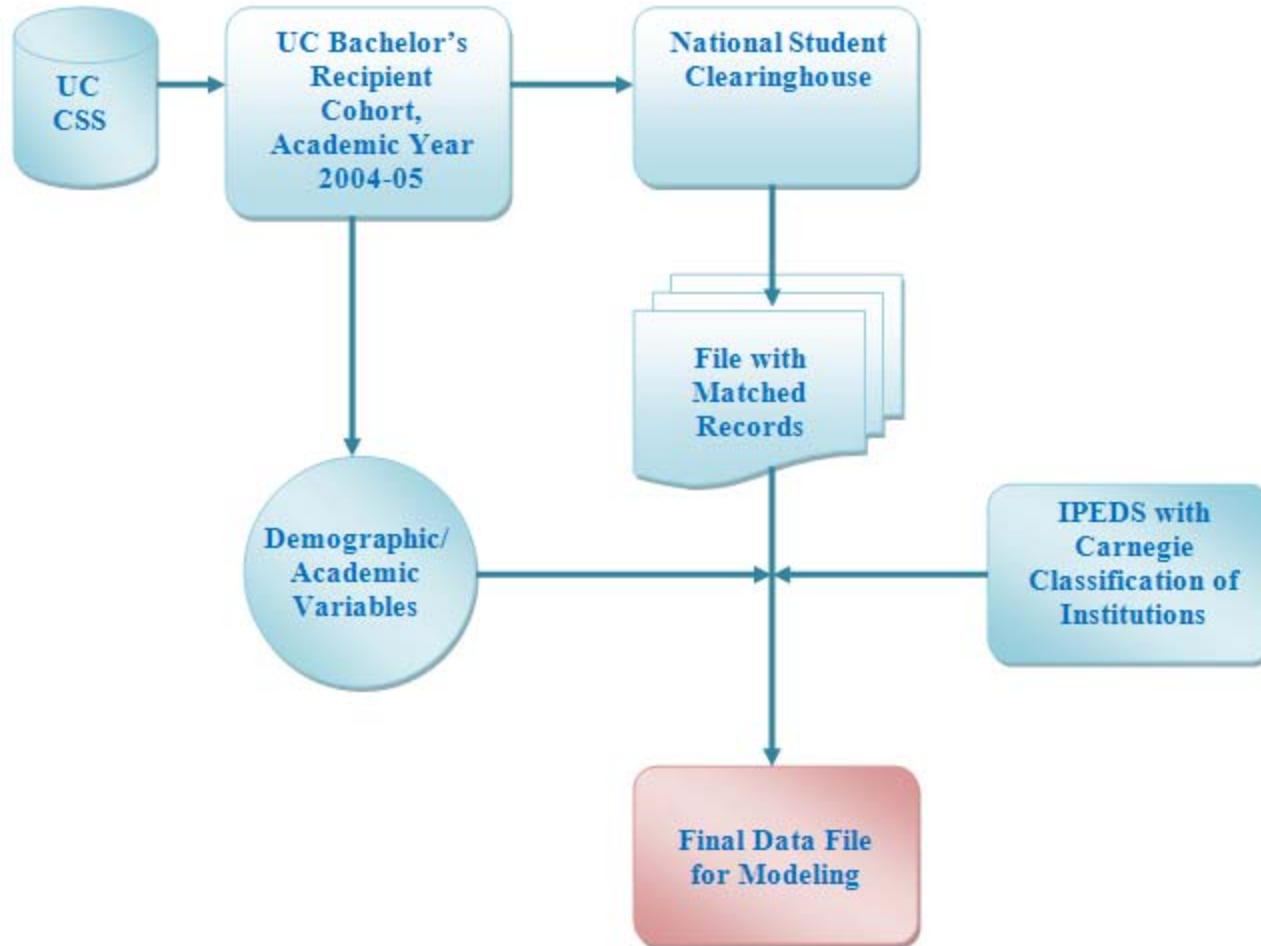 UC
CSS
UC Bachelor's
Recipient
Cohort,
Academic Year
2004-05
National Student
Clearinghouse
File with
Matched
Records
Demographic/
Academic
Variables
IPEDS with
Carnegie
Classification of
Institutions
Final Data File
for Modeling